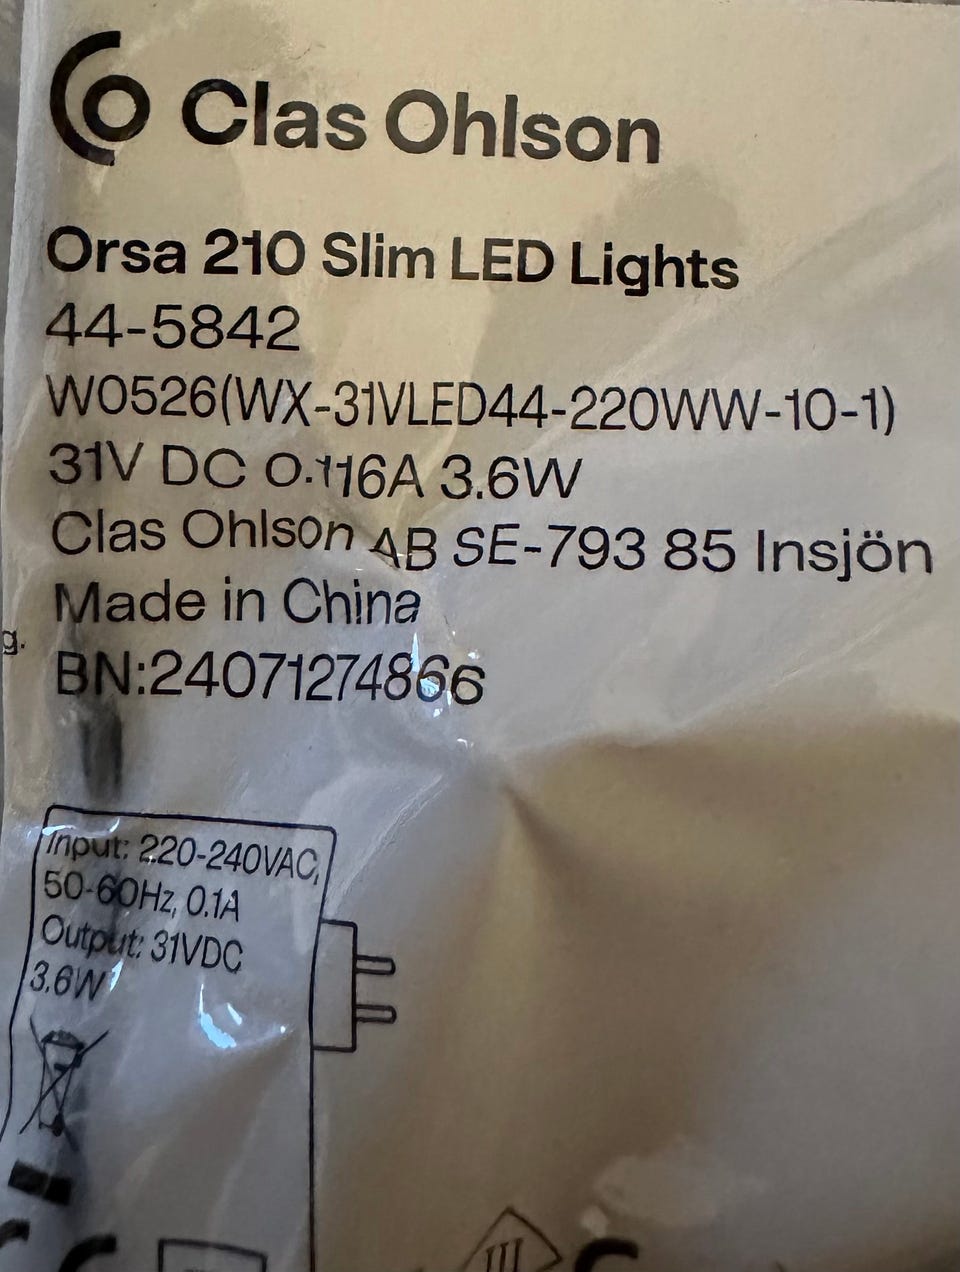 Clas Ohlson
Orsa 210 Slim LED Lights
44-5842
W0526(WX-31VLED44-220WW-10-1)
31V DC 0.116A 3.6W
Clas Ohlson AB SE-793 85 Insjön
Made in China
g.
BN:24071274866
Input: 220-240VAC,
50-60Hz, 0.1A
Output: 31VDC
3.6W
III